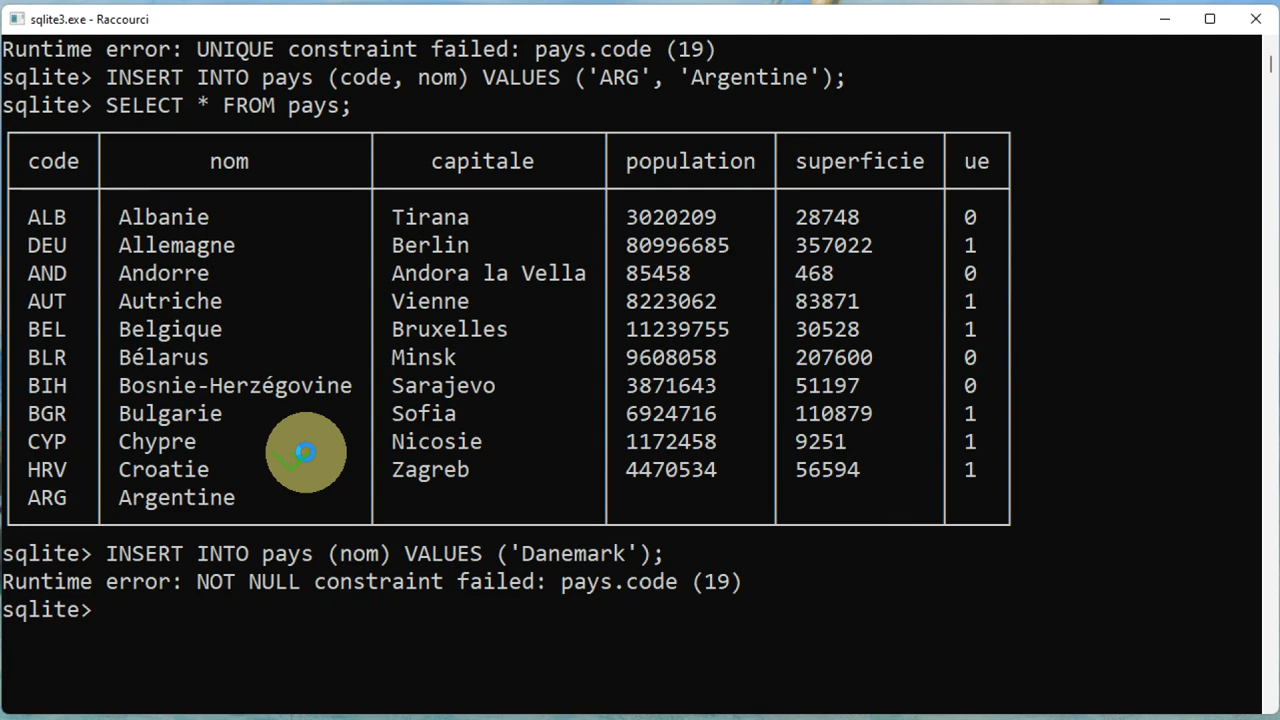 sqlite3.exe - Raccourci
Runtime error: UNIQUE constraint failed: pays.code (19)
sqlite> INSERT INTO pays (code, nom) VALUES ('ARG', 'Argentine');
sqlite> SELECT * FROM pays;
code nom capitale population superficie ue
ALB Albanie Tirana 3020209 28748 0
DEU Allemagne Berlin 80996685 357022 1
AND Andorre Andora la Vella 85458 468 0
AUT Autriche Vienne 8223062 83871 1
BEL Belgique Bruxelles 11239755 30528 1
BLR Bélarus Minsk 9608058 207600 0
BIH Bosnie-Herzégovine Sarajevo 3871643 51197 0
BGR Bulgarie Sofia 6924716 110879 1
CYP Chypre Nicosie 1172458 9251 1
HRV Croatie Zagreb 4470534 56594 1
ARG Argentine
sqlite> INSERT INTO pays (nom) VALUES ('Danemark');
Runtime error: NOT NULL constraint failed: pays.code (19)
sqlite>